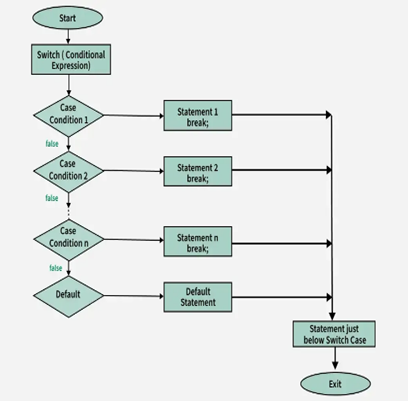 Start
Switch ( Conditional
Expression)
Case
Condition 1
Statement 1
break;
false
Case
Condition 2
Statement 2
break;
false
Case
Condition n
Statement n
break;
false
Default
Default
Statement
Statement just
below Switch Case
Exit